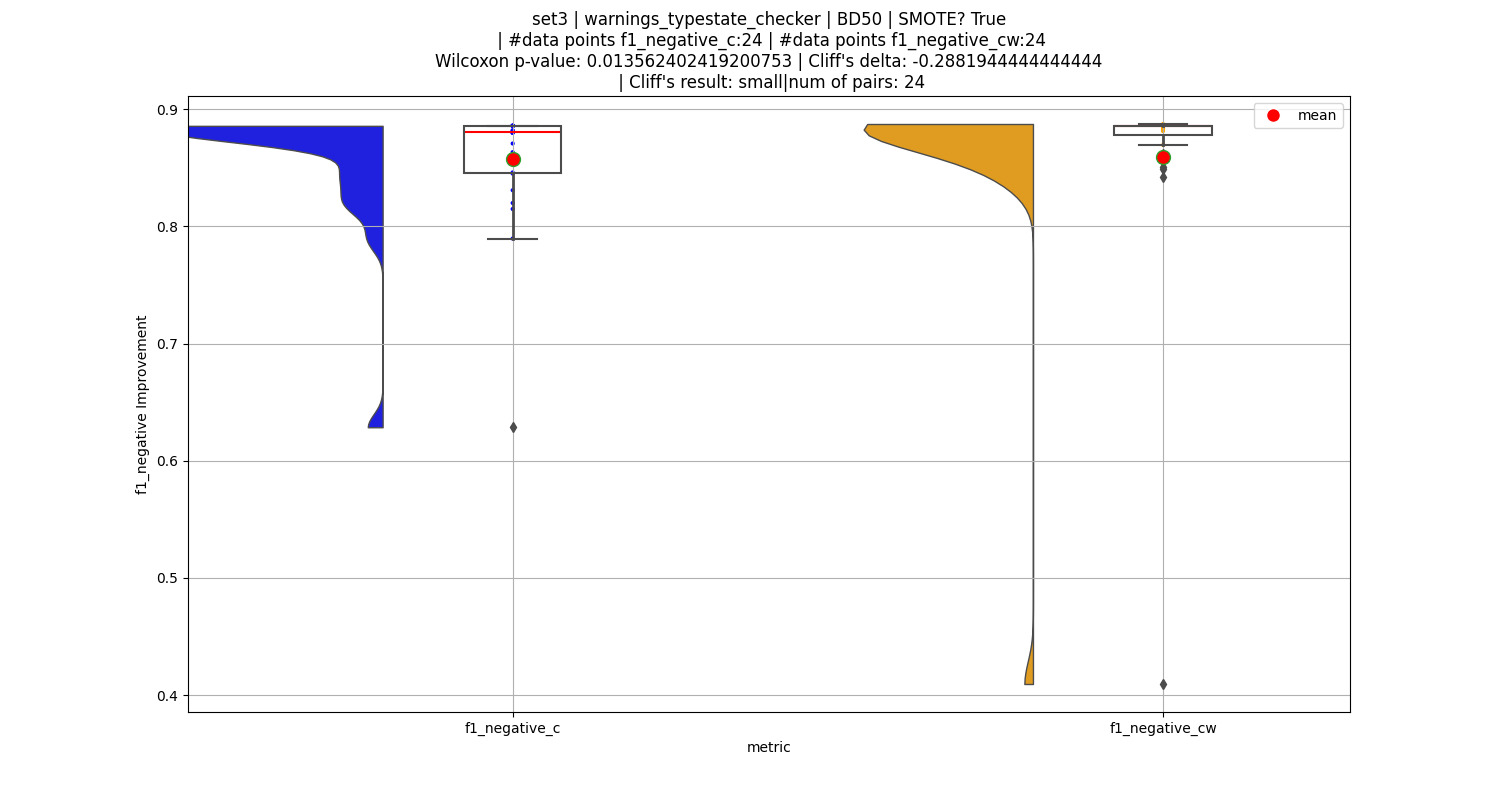 set3 | warnings_typestate_checker | BD50 | SMOTE? True
| #data points f1_negative_c:24 | #data points f1_negative_cw:24
Wilcoxon p-value: 0.013562402419200753 | Cliff's delta: -0.2881944444444444
| Cliff's result: small|num of pairs: 24
mean
0.9
0.8
0.7
0.6
0.5
0.4
f1_negative Improvement
f1_negative_c
f1_negative_cw
metric